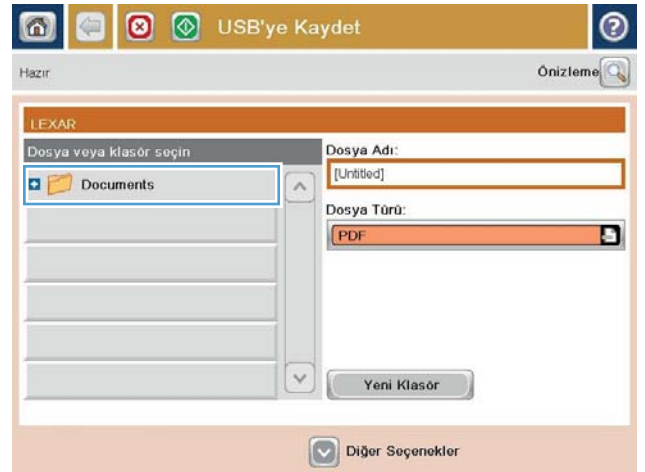 USB'ye Kaydet
Hazır
Önizleme
LEXAR
Dosya veya klasör seçin
Documents
Dosya Adı:
[Untitled]
Dosya Türü:
PDF
Yeni Klasör
Diğer Seçenekler